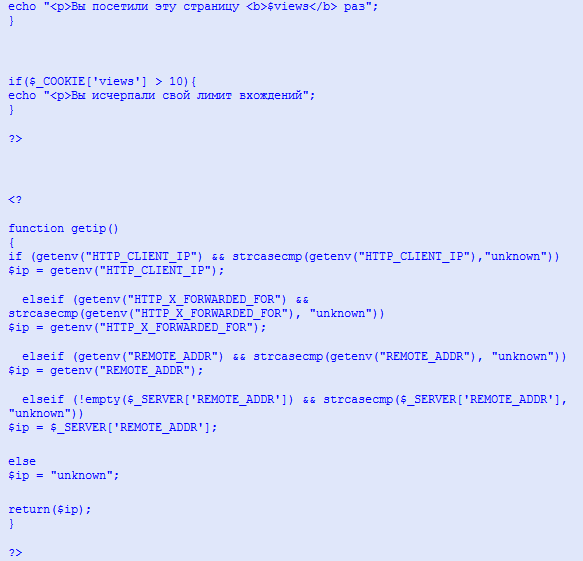 echo "<p>Вы посетили эту страницу <b>$views</b> раз";
}
if($_COOKIE['views'] > 10){
echo "<p>Вы исчерпали свой лимит вхождений";
}
?>
<?
function getip()
{
if (getenv("HTTP_CLIENT_IP") && strcasecmp(getenv("HTTP_CLIENT_IP"),"unknown"))
$ip = getenv("HTTP_CLIENT_IP");
elseif (getenv("HTTP_X_FORWARDED_FOR") &&
strcasecmp(getenv("HTTP_X_FORWARDED_FOR"), "unknown"))
$ip = getenv("HTTP_X_FORWARDED_FOR");
elseif (getenv("REMOTE_ADDR") && strcasecmp(getenv("REMOTE_ADDR"), "unknown"))
$ip = getenv("REMOTE_ADDR");
elseif (!empty($_SERVER['REMOTE_ADDR']) && strcasecmp($_SERVER['REMOTE_ADDR'],
"unknown"))
$ip = $_SERVER['REMOTE_ADDR'];
else
$ip = "unknown";
return($ip);
}
?>